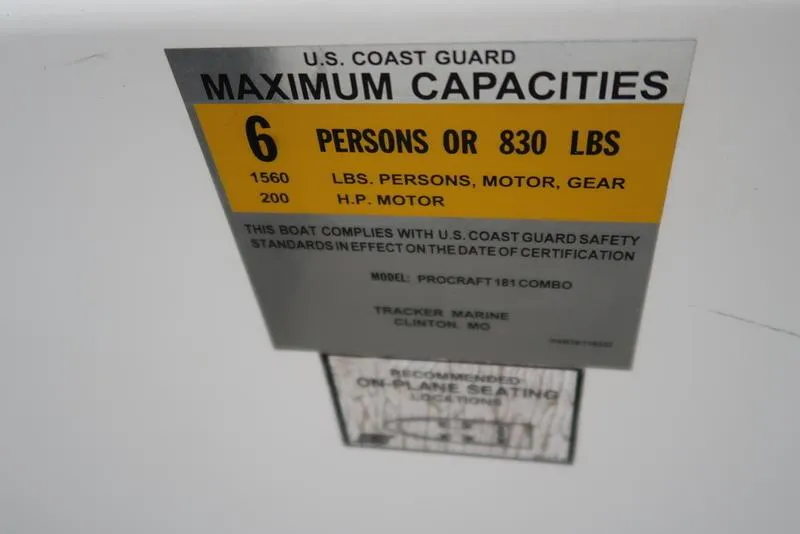 U.S. COAST GUARD
MAXIMUM CAPACITIES
6 PERSONS OR 830 LBS
1560 LBS. PERSONS, MOTOR, GEAR
200 H.P. MOTOR
THIS BOAT COMPLIES WITH U.S. COAST GUARD SAFETY
STANDARDS IN EFFECT ON THE DATE OF CERTIFICATION
MODEL: PROCRAFT 181 COMBO
TRACKER MARINE
CLINTON, MO
RECOMMENDED
ON-PLANE SEATING
LOCATIONS